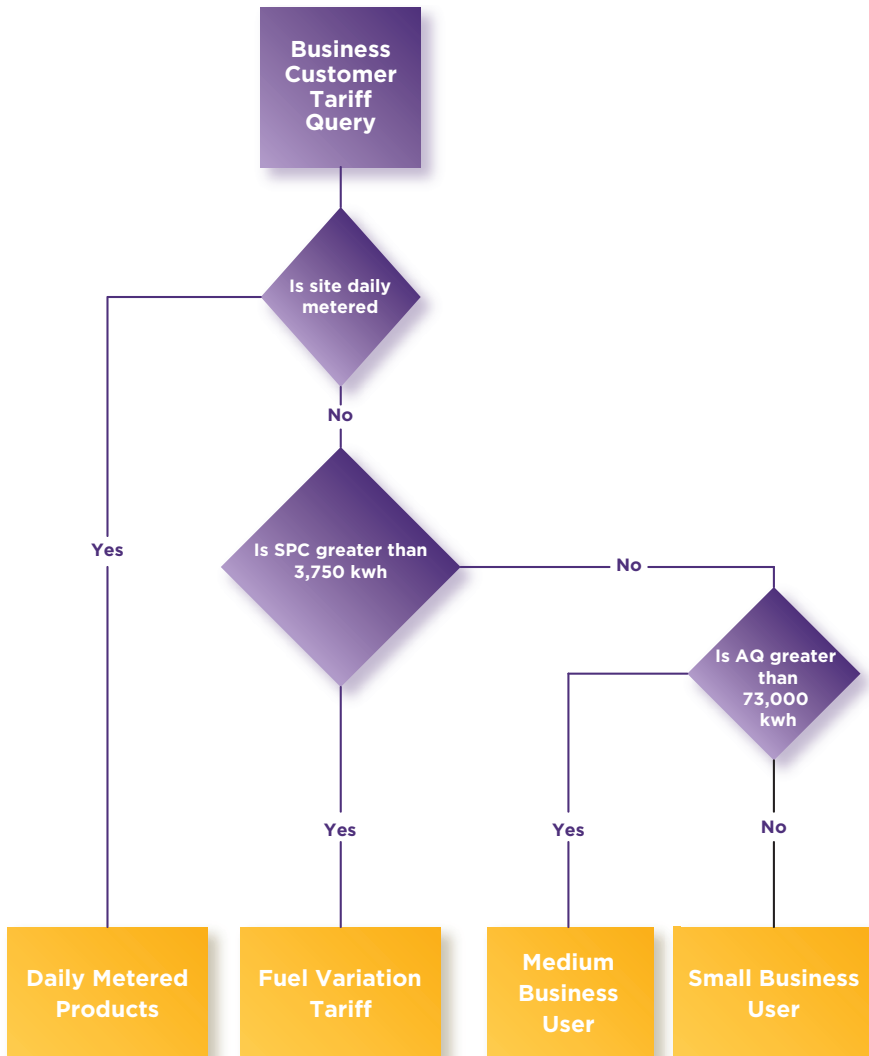 Business
Customer
Tariff
Query
Is site daily
metered
No
Yes
Is SPC greater than
3,750 kwh
No
Is AQ greater
than
73,000
kwh
Yes
Yes
No
Daily Metered
Products
Fuel Variation
Tariff
Medium
Business
User
Small Business
User